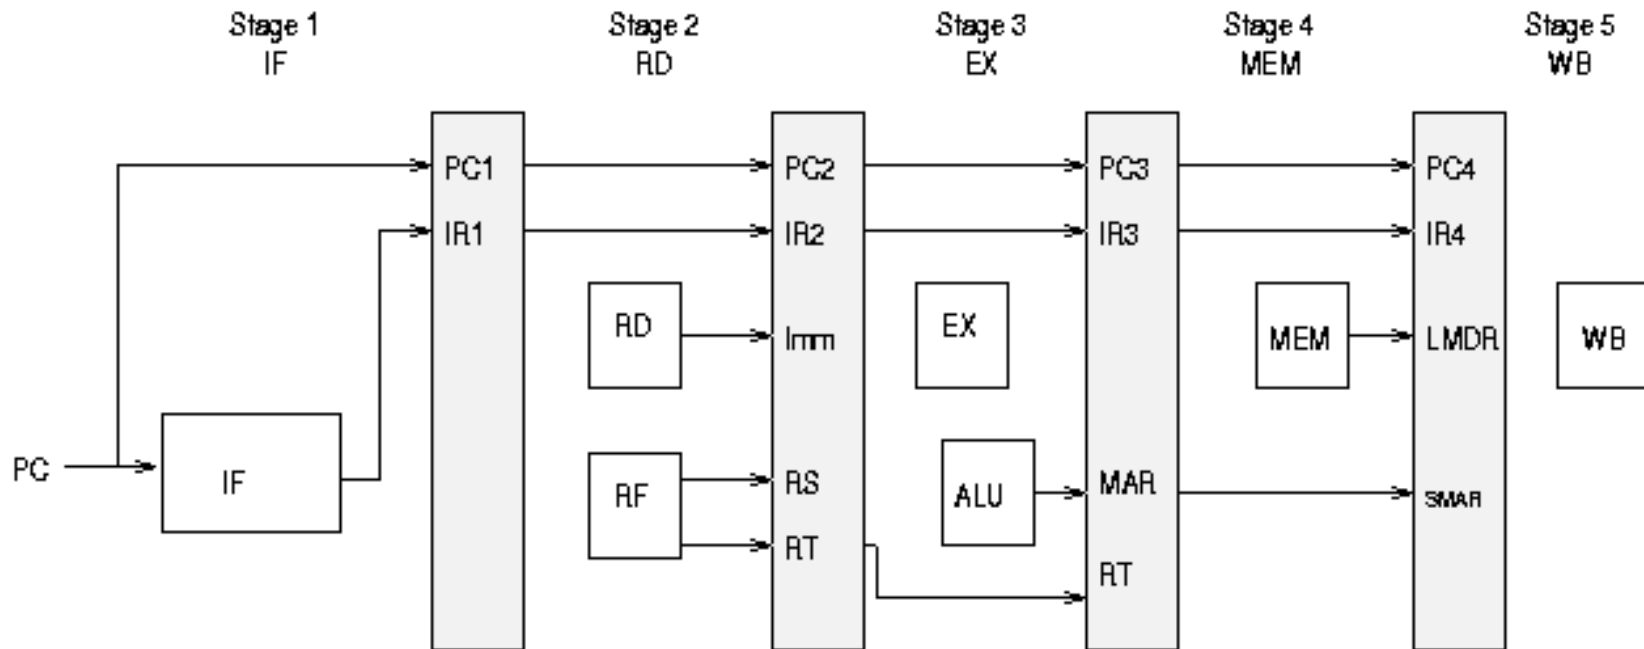 Stage 1
IF
Stage 2
RD
Stage 3
EX
Stage 4
MEM
Stage 5
WB
PC1
PC2
PC3
PC4
IR1
IR2
IR3
IR4
RD
Imm
EX
MEM
LMDR
WB
PC
IF
RF
RS
RT
ALU
MAR
SMAR
RT